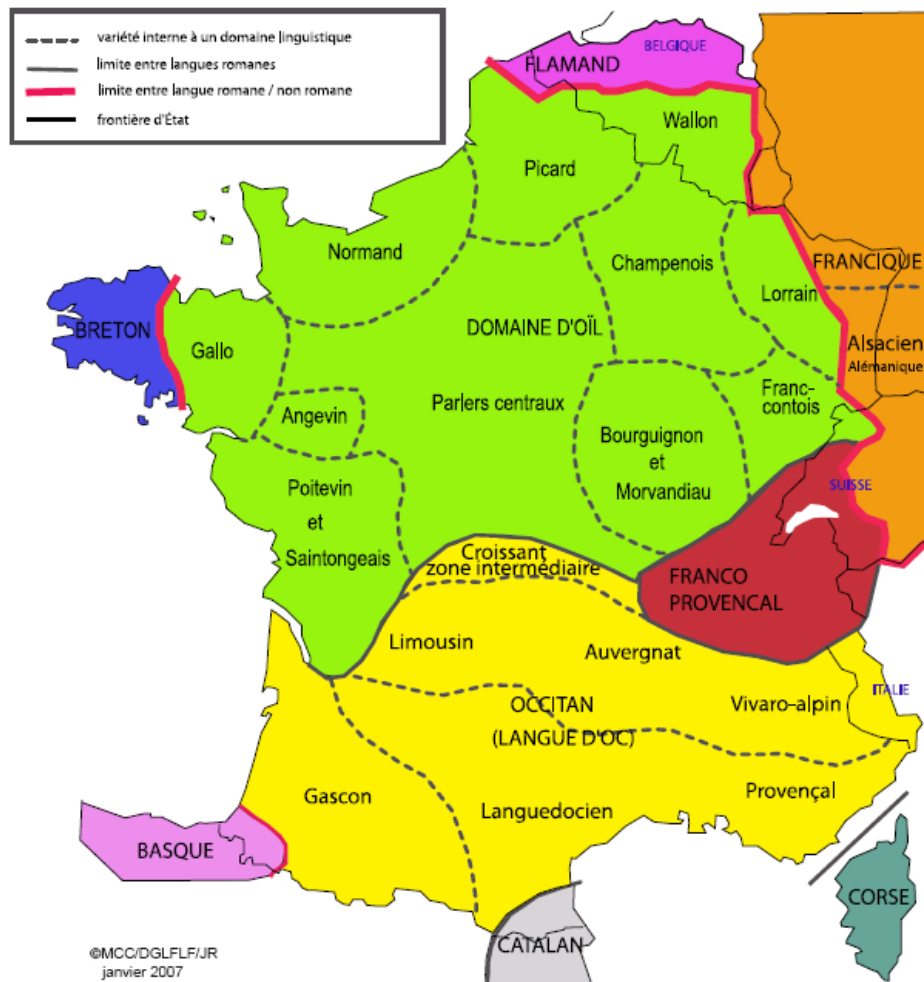 variété interne à un domaine linguistique
limite entre langues romanes
limite entre langue romane / non romane
frontière d'État
BELGIQUE
FLAMAND
Wallon
Picard
Normand
Champenois
FRANCIQUE
Lorrain
BRETON
DOMAINE D'OÏL
Gallo
Alsacien
Alémanique
Parlers centraux
Franc-
contois
Angevin
Bourguignon
et
Morvandiau
Poitevin
et
Saintongeais
SUISSE
Croissant
zone intermédiaire
FRANCO
PROVENCAL
Limousin
Auvergnat
ITALIE
Vivaro-alpin
OCCITAN
(LANGUE D'OC)
Gascon
Provençal
Languedocien
BASQUE
CORSE
CATALAN
©MCC/DGLFLF/JR
janvier 2007